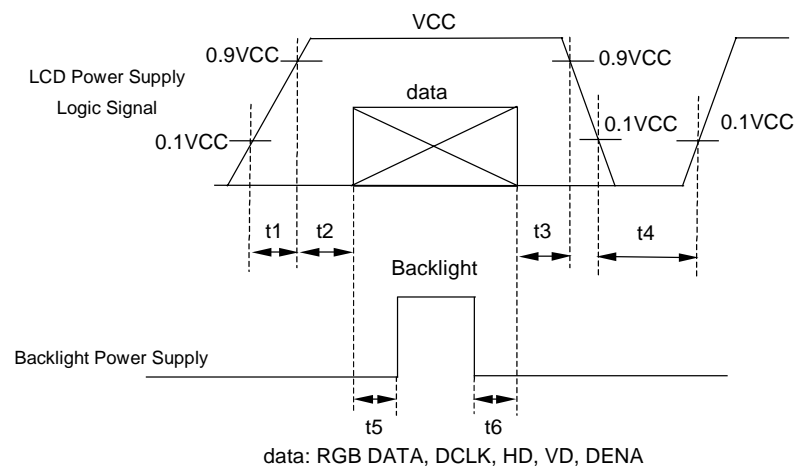 VCC
0.9VCC
0.9VCC
LCD Power Supply
Logic Signal
data
0.1VCC
0.1VCC
0.1VCC
t1
t2
t3
t4
Backlight
Backlight Power Supply
t5
t6
data: RGB DATA, DCLK, HD, VD, DENA